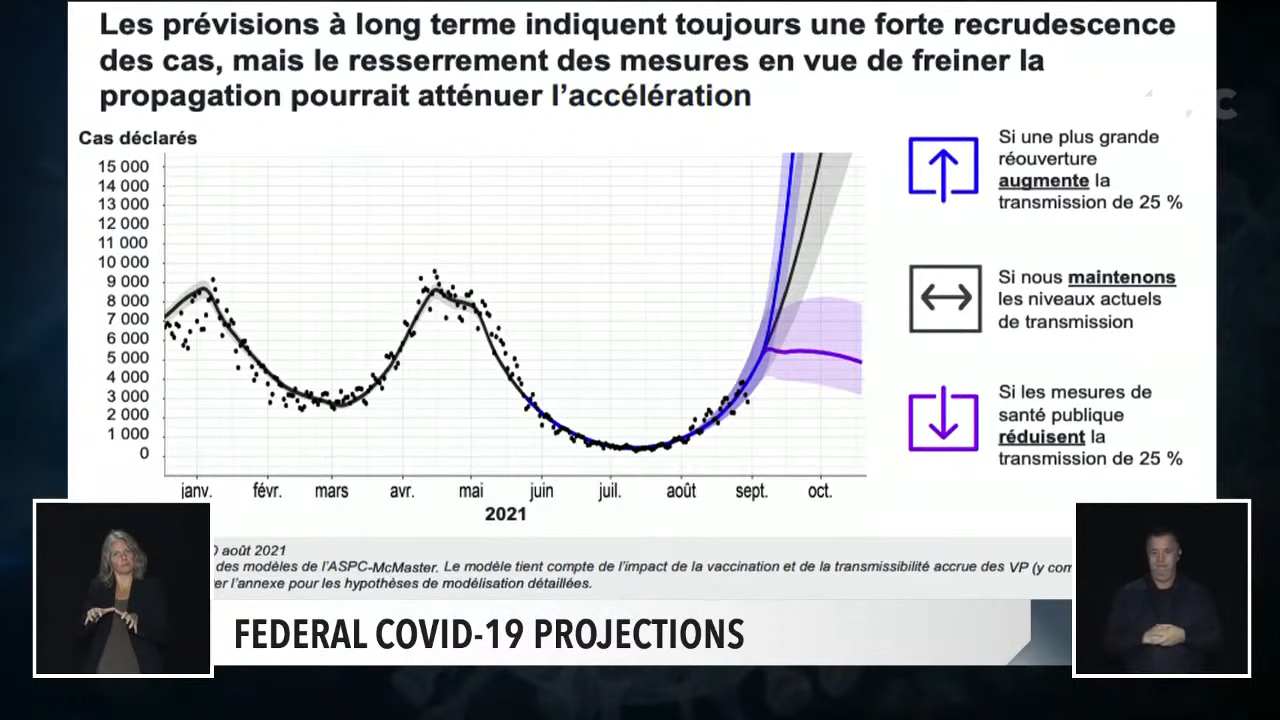 Les prévisions à long terme indiquent toujours une forte recrudescence
des cas, mais le resserrement des mesures en vue de freiner la
propagation pourrait atténuer l'accélération
Cas déclarés
15 000
14 000
13 000
12 000
11 000
10 000
9 000
8 000
7 000
6 000
5 000
4 000
3 000
2 000
1 000
0
janv. févr. mars avr. mai juin juil. août sept. oct.
2021
Si une plus grande
réouverture
augmente la
transmission de 25 %
Si nous maintenons
les niveaux actuels
de transmission
Si les mesures de
santé publique
réduisent la
transmission de 25 %
août 2021
des modèles de l'ASPC-McMaster. Le modèle tient compte de l'impact de la vaccination et de la transmissibilité accrue des VP (y
l'annexe pour les hypothèses de modélisation détaillées.
FEDERAL COVID-19 PROJECTIONS